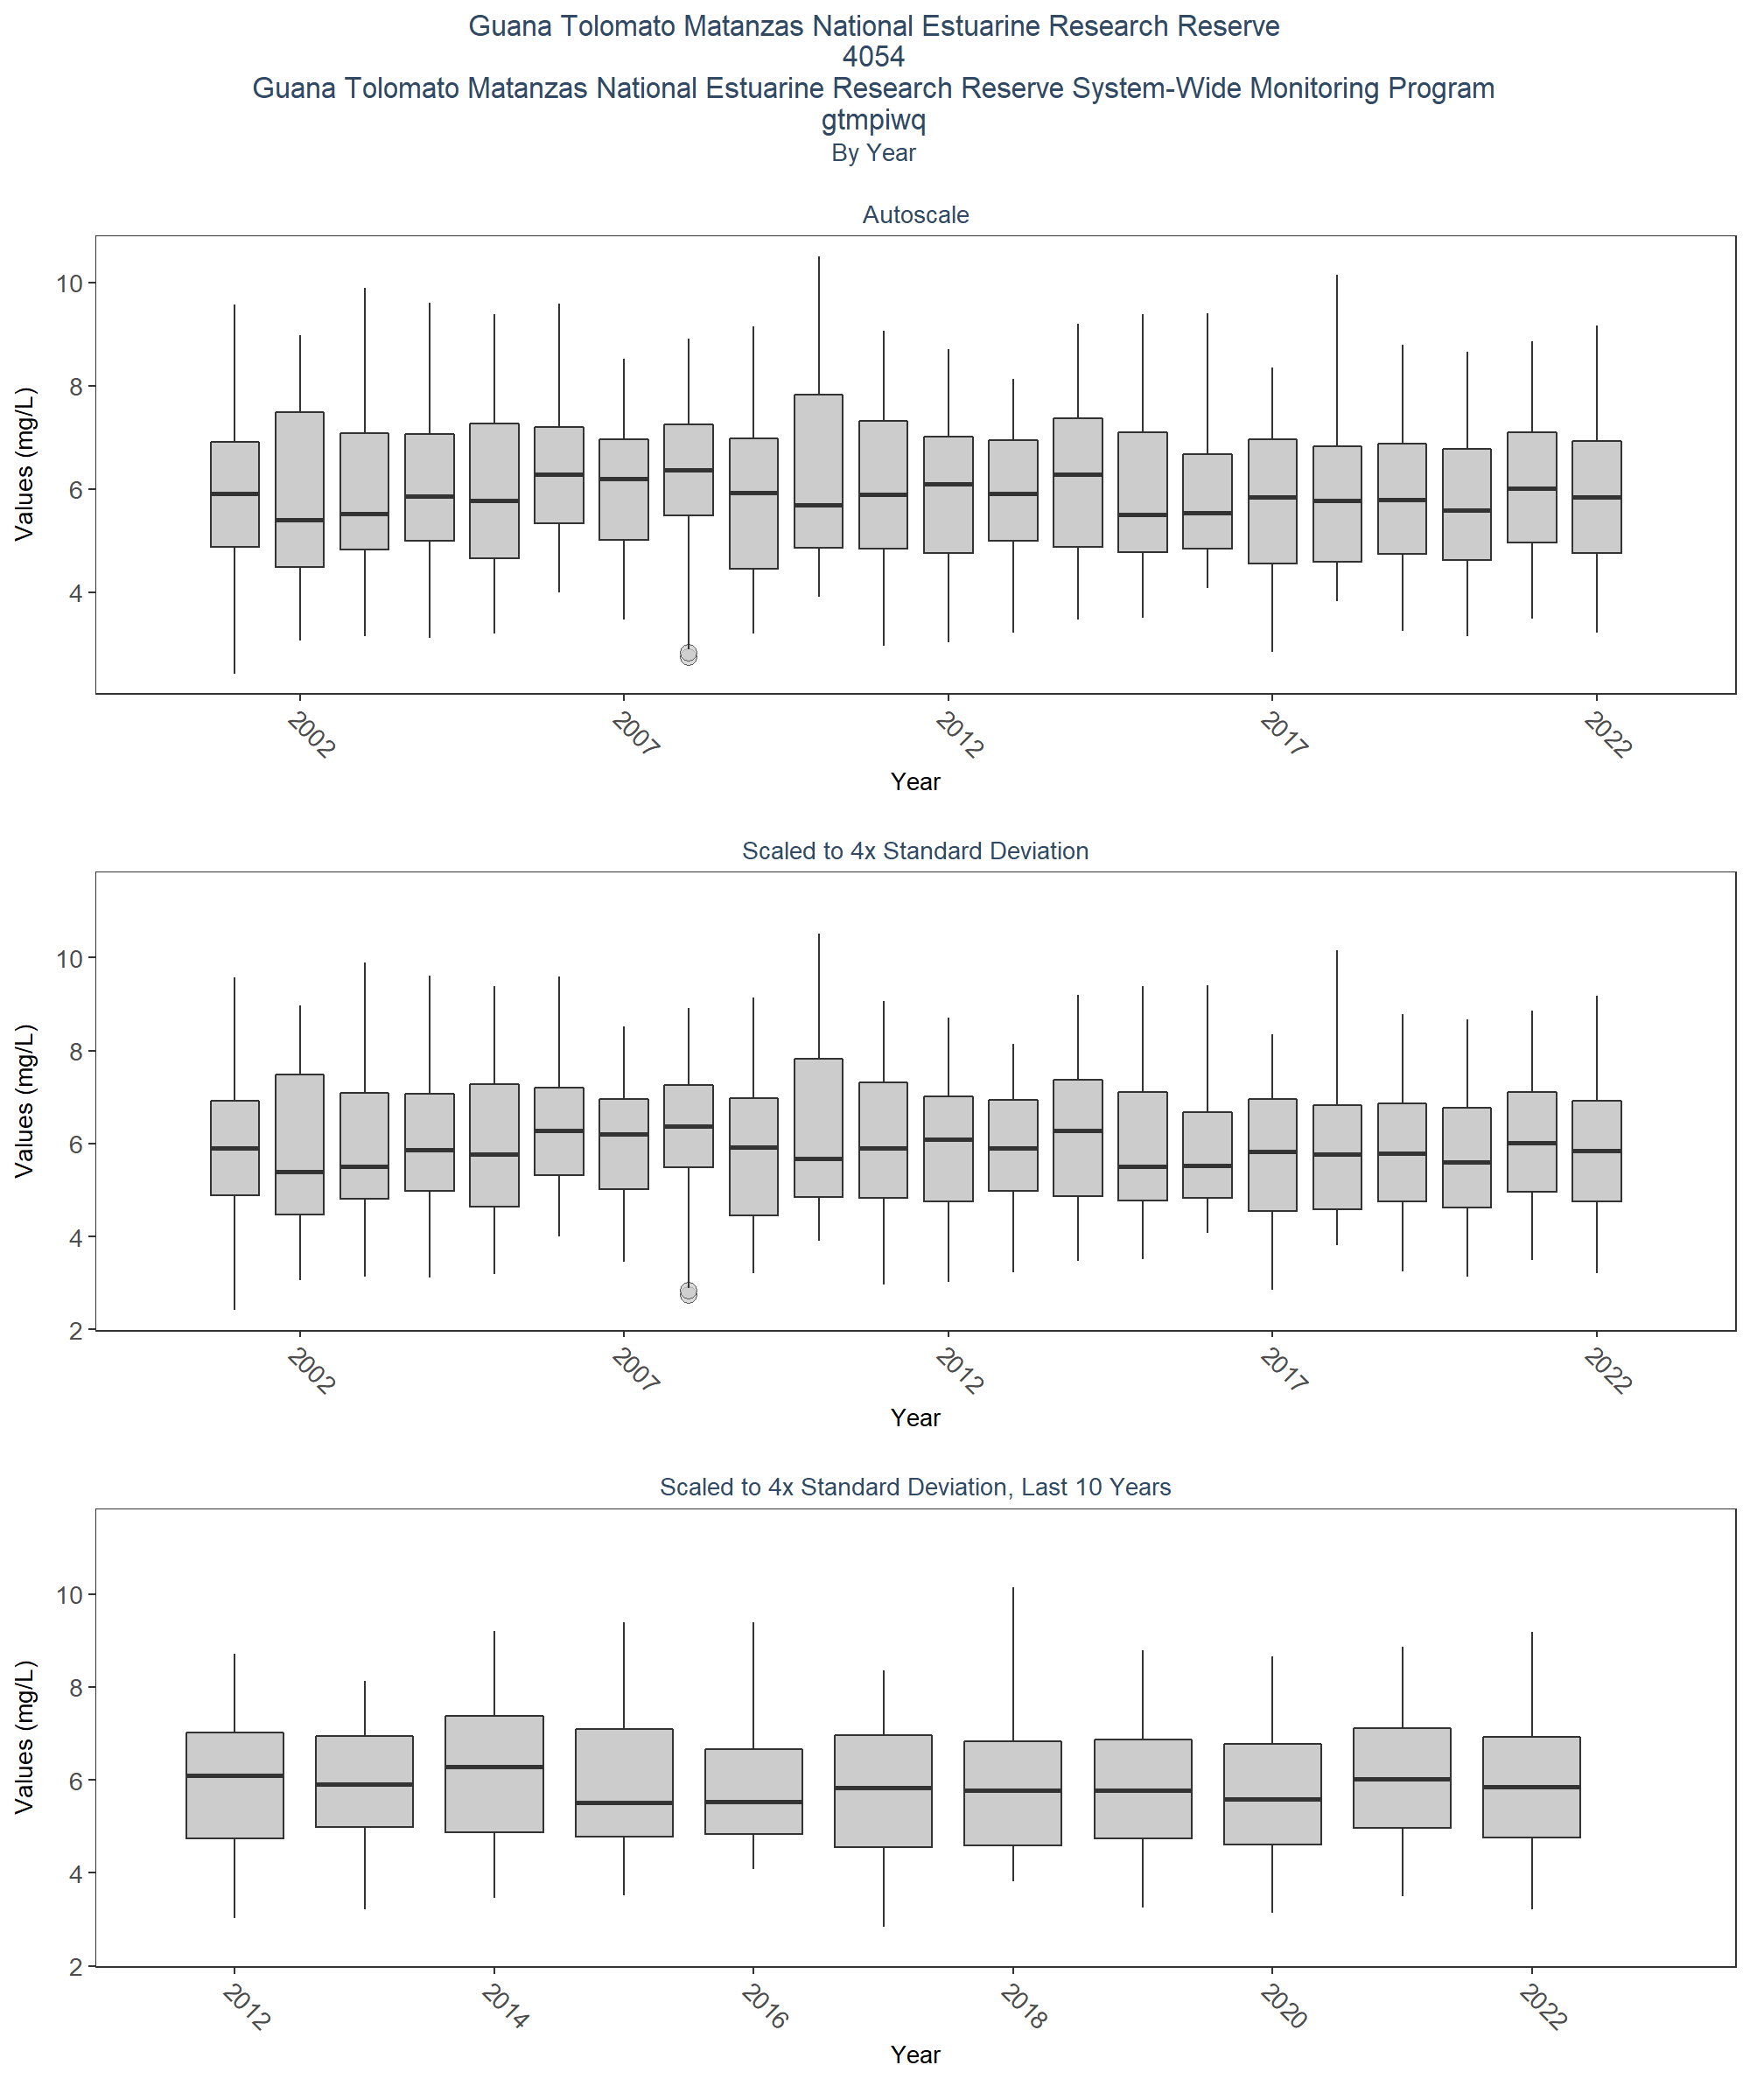 Guana Tolomato Matanzas National Estuarine Research Reserve
4054
Guana Tolomato Matanzas National Estuarine Research Reserve System-Wide Monitoring Program
gtmpiwq
By Year
Autoscale
Values (mg/L)
10
8
6
4
2002
2007
2012
2017
2022
Year
Scaled to 4x Standard Deviation
Values (mg/L)
10
8
6
4
2
2002
2007
2012
2017
2022
Year
Scaled to 4x Standard Deviation, Last 10 Years
Values (mg/L)
10
8
6
4
2
2012
2014
2016
2018
2020
2022
Year